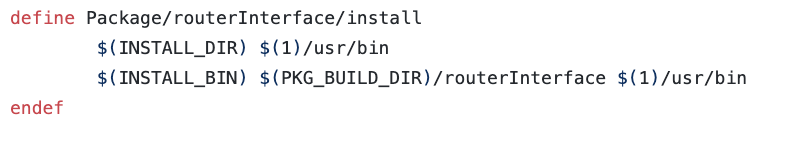 define Package/routerInterface/install
        $(INSTALL_DIR) $(1)/usr/bin
        $(INSTALL_BIN) $(PKG_BUILD_DIR)/routerInterface $(1)/usr/bin
endef